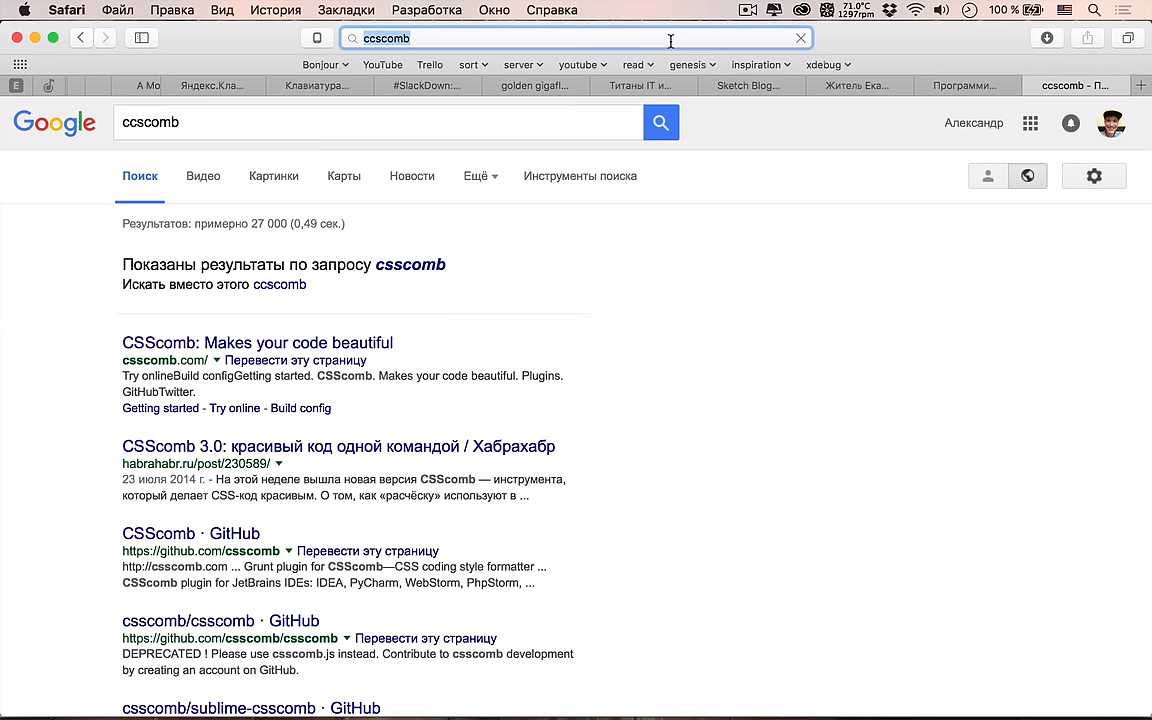 Safari Файл Правка Вид История Закладки Разработка Окно Справка 71.0°C 1297rpm 100 %
ccscomb
Bonjour YouTube Trello sort server youtube read genesis inspiration xdebug
E А Мо Яндекс.Кла... Клавиатура... #SlackDown:... golden gigafl... Титаны IT и... Sketch Blog... Житель Ека... Программи... ccscomb - П...
Google ccscomb Александр
Поиск Видео Картинки Карты Новости Ещё Инструменты поиска
Результатов: примерно 27 000 (0,49 сек.)
Показаны результаты по запросу csscomb
Искать вместо этого ccscomb
CSScomb: Makes your code beautiful
csscomb.com/ Перевести эту страницу
Try onlineBuild configGetting started. CSScomb. Makes your code beautiful. Plugins.
GitHubTwitter.
Getting started - Try online - Build config
CSScomb 3.0: красивый код одной командой / Хабрахабр
habrahabr.ru/post/230589/
23 июля 2014 г. - На этой неделе вышла новая версия CSScomb — инструмента,
который делает CSS-код красивым. О том, как «расчёску» используют в ...
CSScomb · GitHub
https://github.com/csscomb Перевести эту страницу
http://csscomb.com ... Grunt plugin for CSScomb—CSS coding style formatter ...
CSScomb plugin for JetBrains IDEs: IDEA, PyCharm, WebStorm, PhpStorm, ...
csscomb/csscomb · GitHub
https://github.com/csscomb/csscomb Перевести эту страницу
DEPRECATED ! Please use csscomb.js instead. Contribute to csscomb development
by creating an account on GitHub.
csscomb/sublime-csscomb · GitHub